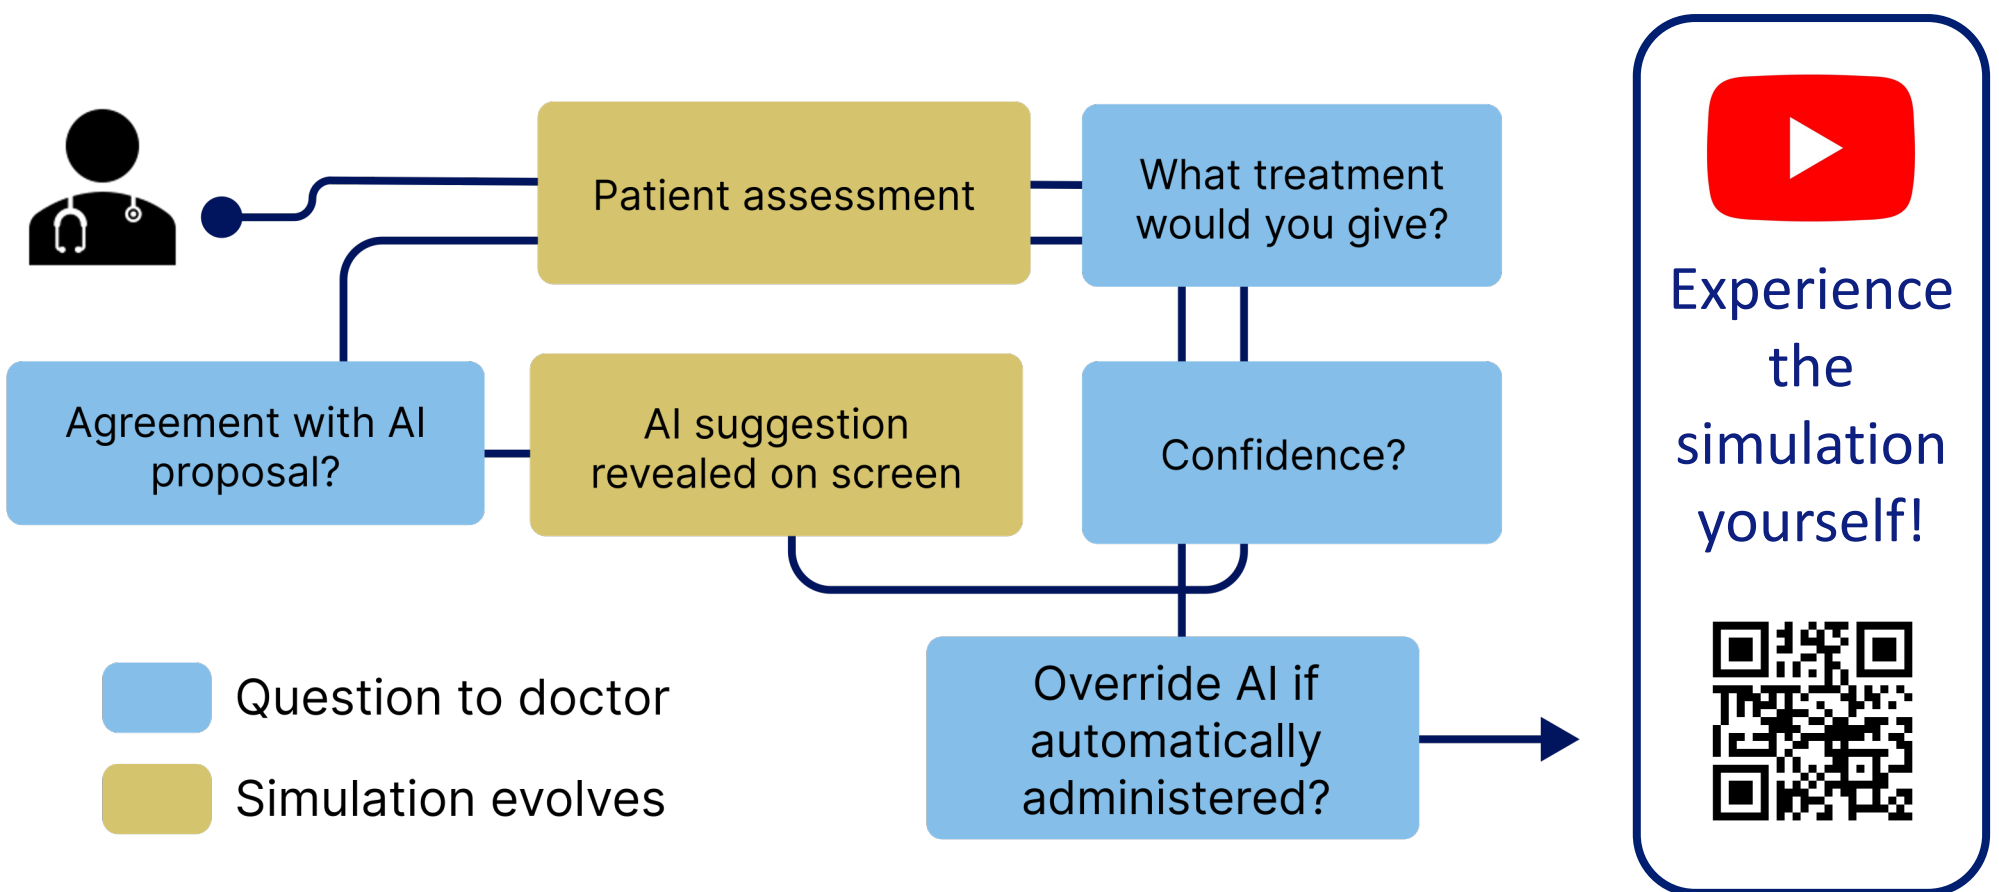 Patient assessment
What treatment
would you give?
Agreement with AI
proposal?
AI suggestion
revealed on screen
Confidence?
Override AI if
automatically
administered?
Question to doctor
Simulation evolves
Experience
the
simulation
yourself!